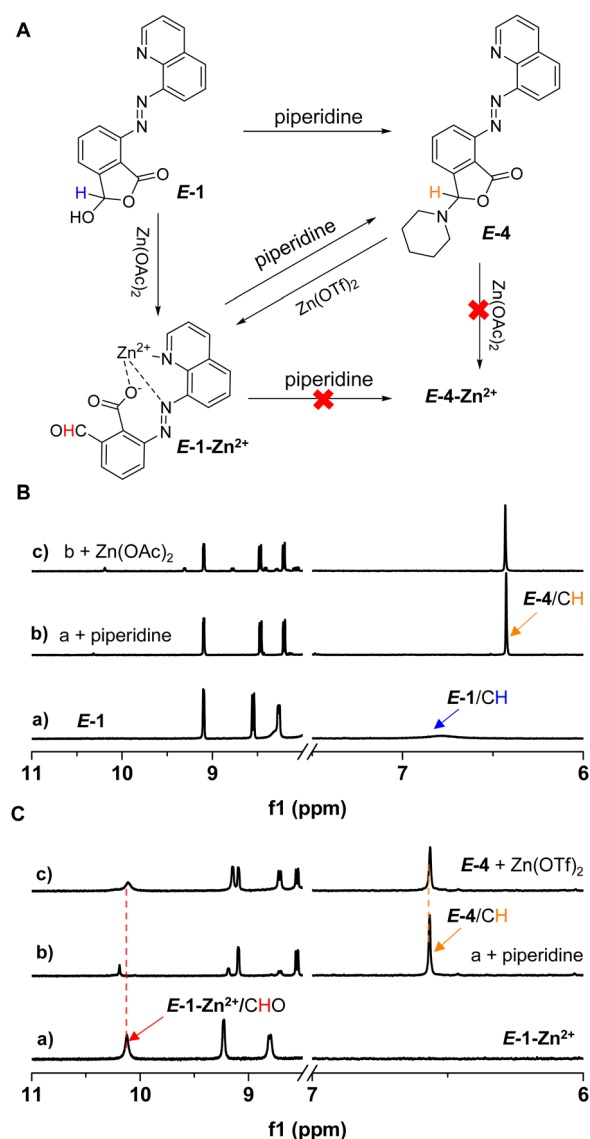 A
N
N
N
N
N
N
piperidine
O
O
H
O
O
HO
E-1
H
N
E-4
Zn(OAc)2
piperidine
Zn(OTf)2
Zn(OAc)2
Zn2+
N
O-
O
N
N
OHC
E-1-Zn2+
piperidine
E-4-Zn2+
B
c) b + Zn(OAc)2
E-4/CH
b) a + piperidine
E-1/CH
a) E-1
11 10 9 7 6
f1 (ppm)
C
c) E-4 + Zn(OTf)2
E-4/CH
b) a + piperidine
E-1-Zn2+/CHO
a) E-1-Zn2+
11 10 9 7 6
f1 (ppm)